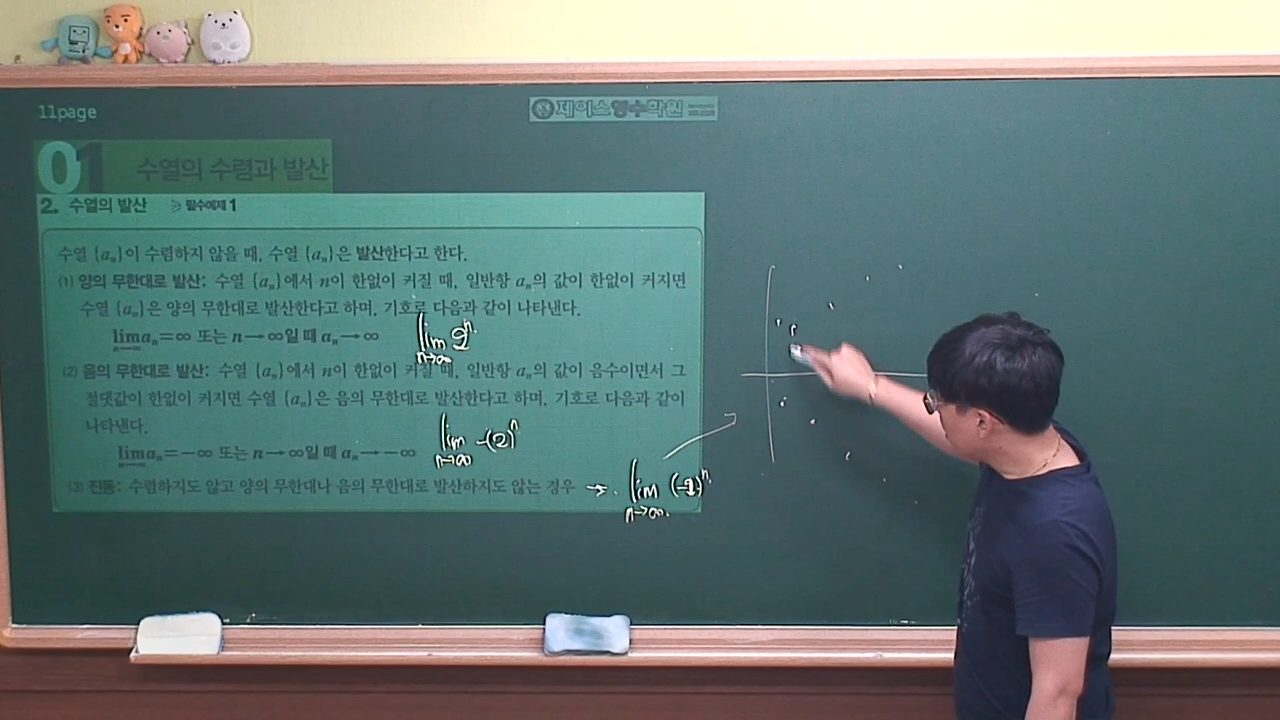 11page
제이스영수학원
01 수열의 수렴과 발산
2. 수열의 발산 ≫ 필수예제 1
수열 {aₙ}이 수렴하지 않을 때, 수열 {aₙ}은 발산한다고 한다.
(1) 양의 무한대로 발산: 수열 {aₙ}에서 n이 한없이 커질 때, 일반항 aₙ의 값이 한없이 커지면
수열 {aₙ}은 양의 무한대로 발산한다고 하며, 기호로 다음과 같이 나타낸다.
lim aₙ=∞ 또는 n→∞일 때 aₙ→∞
n→∞
lim 2ⁿ
n→∞
(2) 음의 무한대로 발산: 수열 {aₙ}에서 n이 한없이 커질 때, 일반항 aₙ의 값이 음수이면서 그
절댓값이 한없이 커지면 수열 {aₙ}은 음의 무한대로 발산한다고 하며, 기호로 다음과 같이
나타낸다.
lim aₙ=-∞ 또는 n→∞일 때 aₙ→-∞
n→∞
lim -(2)ⁿ
n→∞
(3) 진동: 수렴하지도 않고 양의 무한대나 음의 무한대로 발산하지도 않는 경우 → lim (-2)ⁿ
n→∞